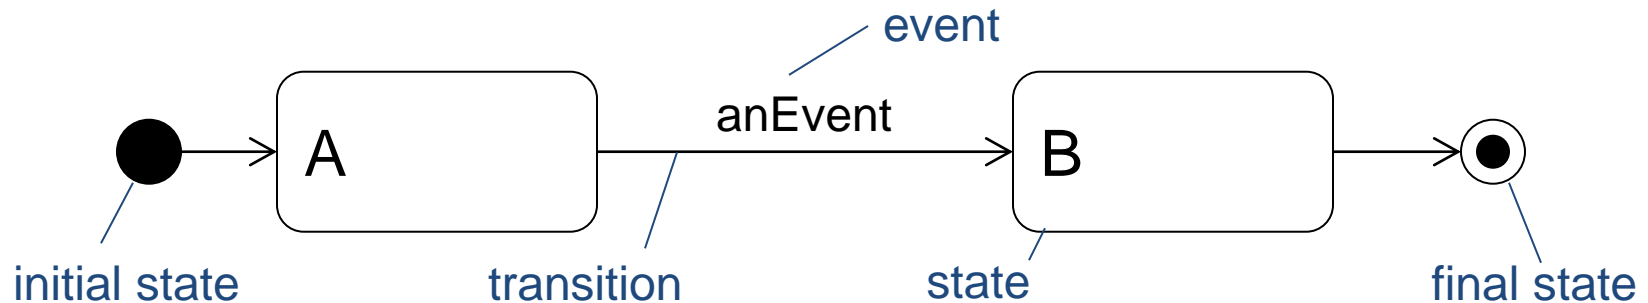 event
anEvent
A
B
initial state
transition
state
final state